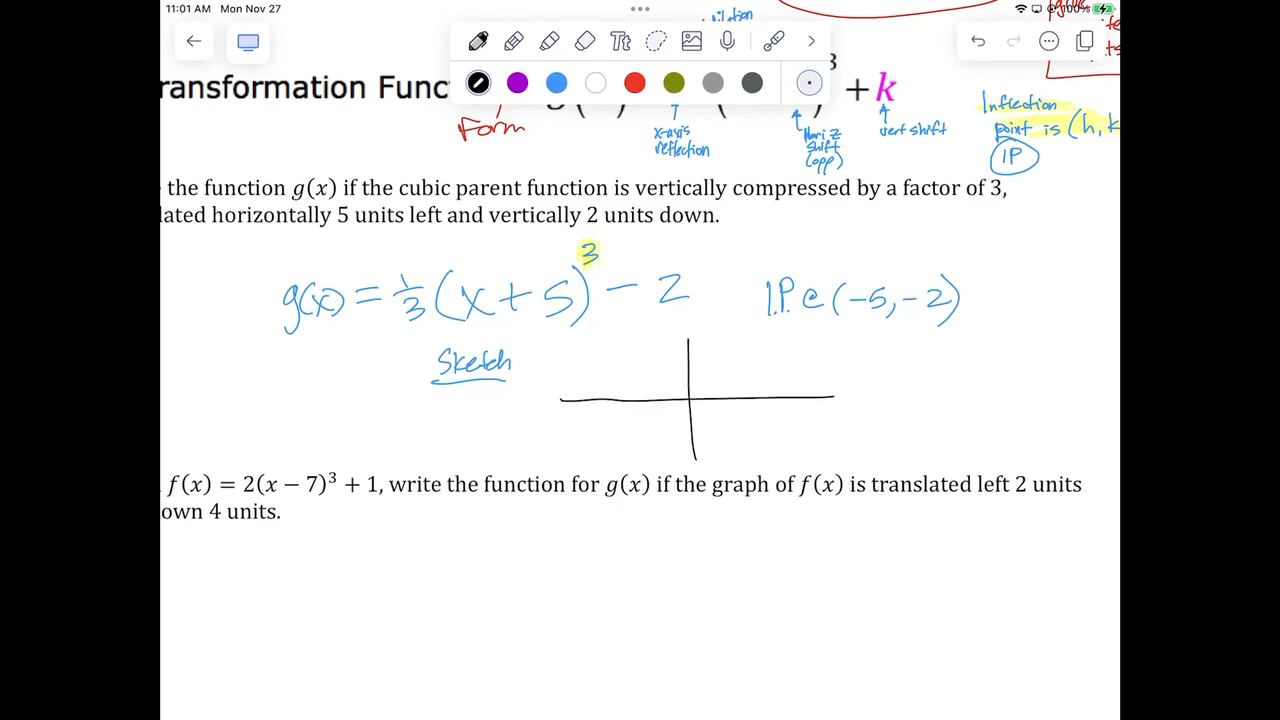 11:01 AM Mon Nov 27
100%
ransformation Func
+k
Form
x-axis
reflection
Horiz
shift
(opp)
vert shift
Inflection
point is (h, k
IP
the function g(x) if the cubic parent function is vertically compressed by a factor of 3,
lated horizontally 5 units left and vertically 2 units down.
g(x) = 1/3 (x + 5)³ - 2
I.P. @ (-5, -2)
Sketch
f(x) = 2(x − 7)³ + 1, write the function for g(x) if the graph of f(x) is translated left 2 units
own 4 units.